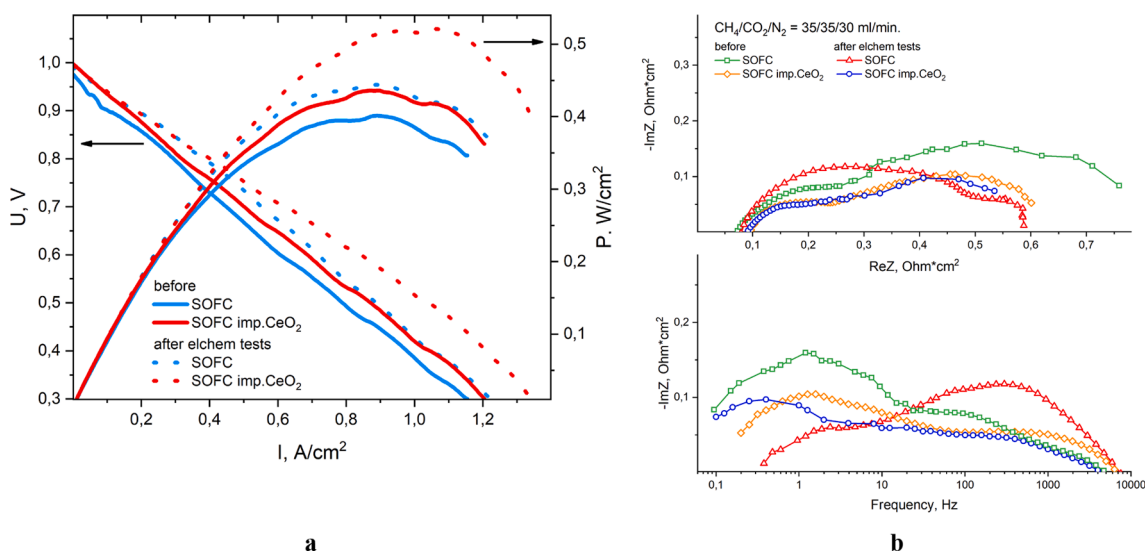 1,0
0,9
0,8
0,7
0,6
0,5
0,4
0,3
U, V
0,5
0,4
0,3
0,2
0,1
P. W/cm²
before
SOFC
SOFC imp.CeO₂
after elchem tests
SOFC
SOFC imp.CeO₂
0,2 0,4 0,6 0,8 1,0 1,2
I, A/cm²
a
CH₄/CO₂/N₂ = 35/35/30 ml/min.
before after elchem tests
SOFC SOFC
SOFC imp.CeO₂ SOFC imp.CeO₂
0,3
0,2
0,1
-ImZ, Ohm*cm²
0,1 0,2 0,3 0,4 0,5 0,6 0,7
ReZ, Ohm*cm²
0,2
0,1
-ImZ, Ohm*cm²
0,1 1 10 100 1000 10000
Frequency, Hz
b